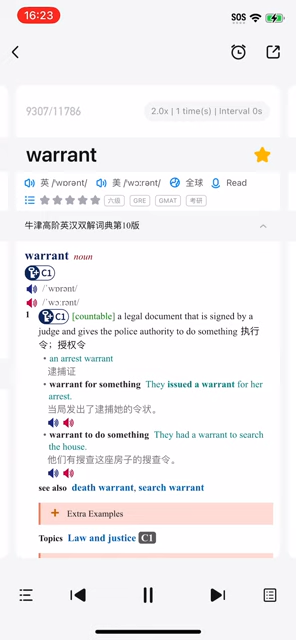 16:23
SOS
9307/11786
2.0x | 1 time(s) | Interval 0s
warrant
英 /ˈwɒrənt/ 美 /ˈwɔːrənt/ 全球 Read
六级 GRE GMAT 考研
牛津高阶英汉双解词典第10版
warrant noun
C1
/ˈwɒrənt/
/ˈwɔːrənt/
1 C1 [countable] a legal document that is signed by a
judge and gives the police authority to do something 执行
令；授权令
• an arrest warrant
逮捕证
• warrant for something They issued a warrant for her
arrest.
当局发出了逮捕她的令状。
• warrant to do something They had a warrant to search
the house.
他们有搜查这座房子的搜查令。
see also death warrant, search warrant
+ Extra Examples
Topics Law and justice C1